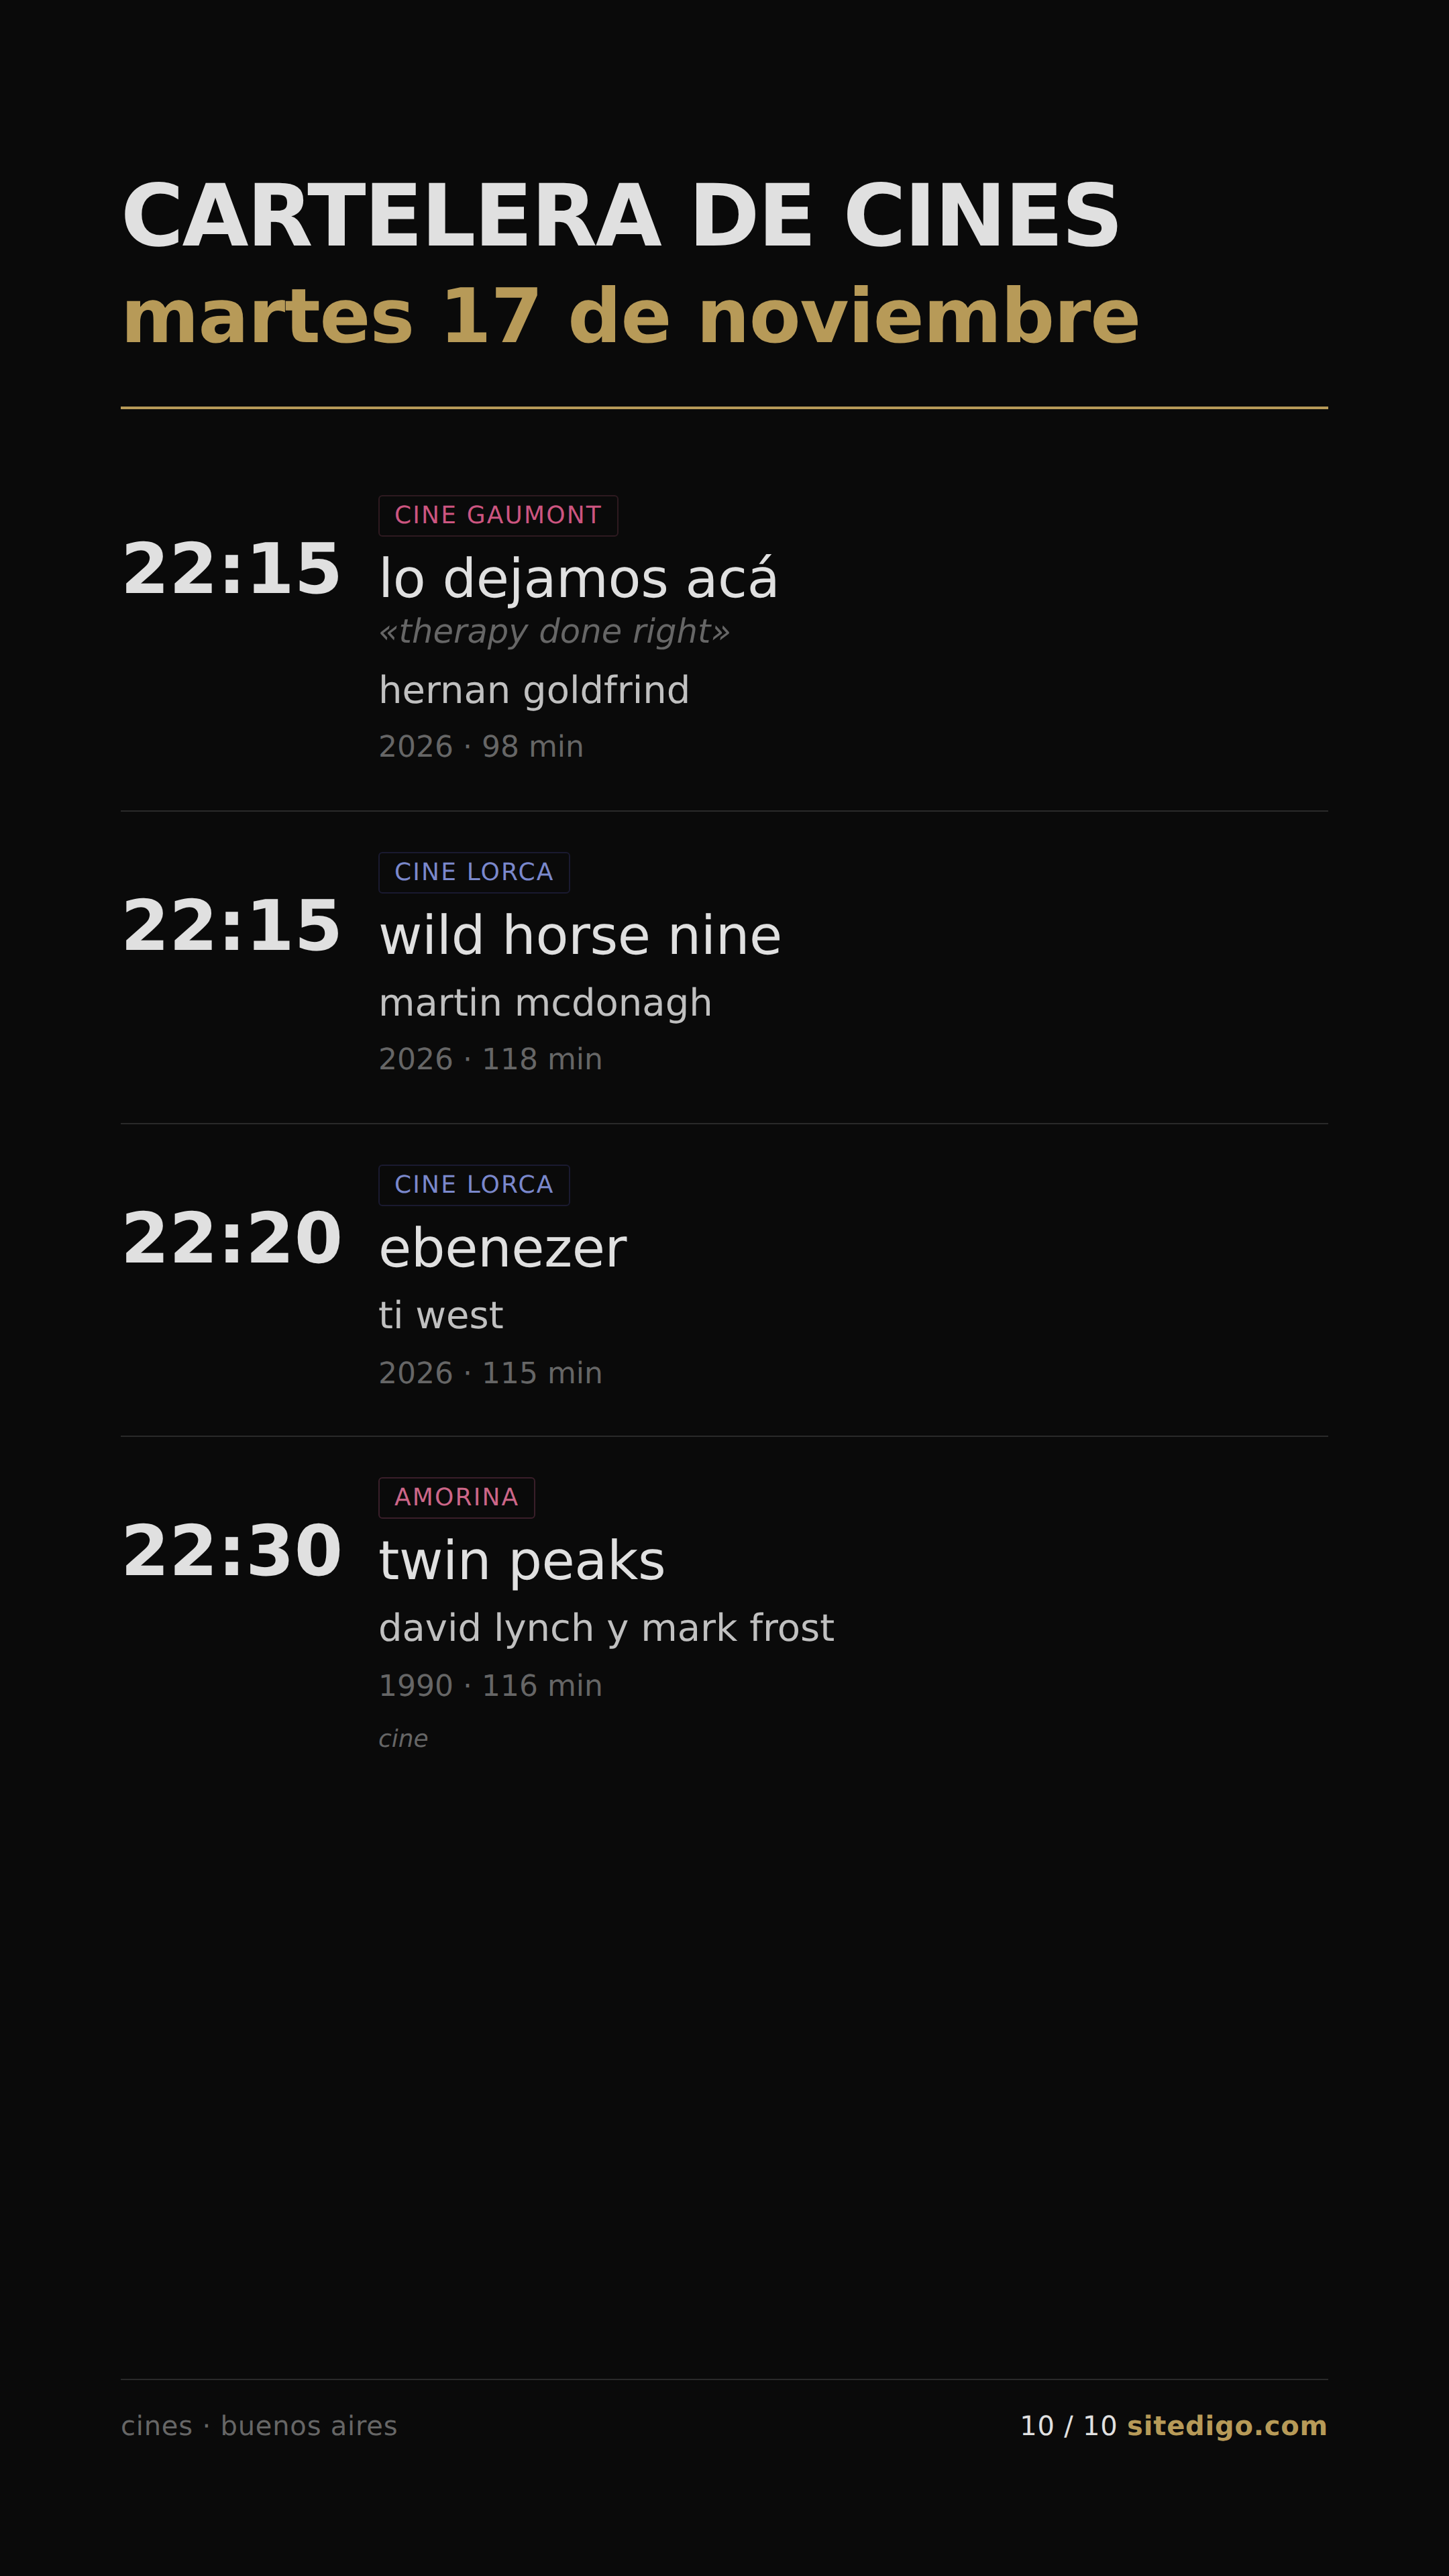 CARTELERA DE CINES
martes 17 de noviembre
CINE GAUMONT
22:15
lo dejamos acá
«therapy done right»
hernan goldfrind
2026 · 98 min
CINE LORCA
22:15
wild horse nine
martin mcdonagh
2026 · 118 min
CINE LORCA
22:20
ebenezer
ti west
2026 · 115 min
AMORINA
22:30
twin peaks
david lynch y mark frost
1990 · 116 min
cine
cines · buenos aires
10 / 10 sitedigo.com